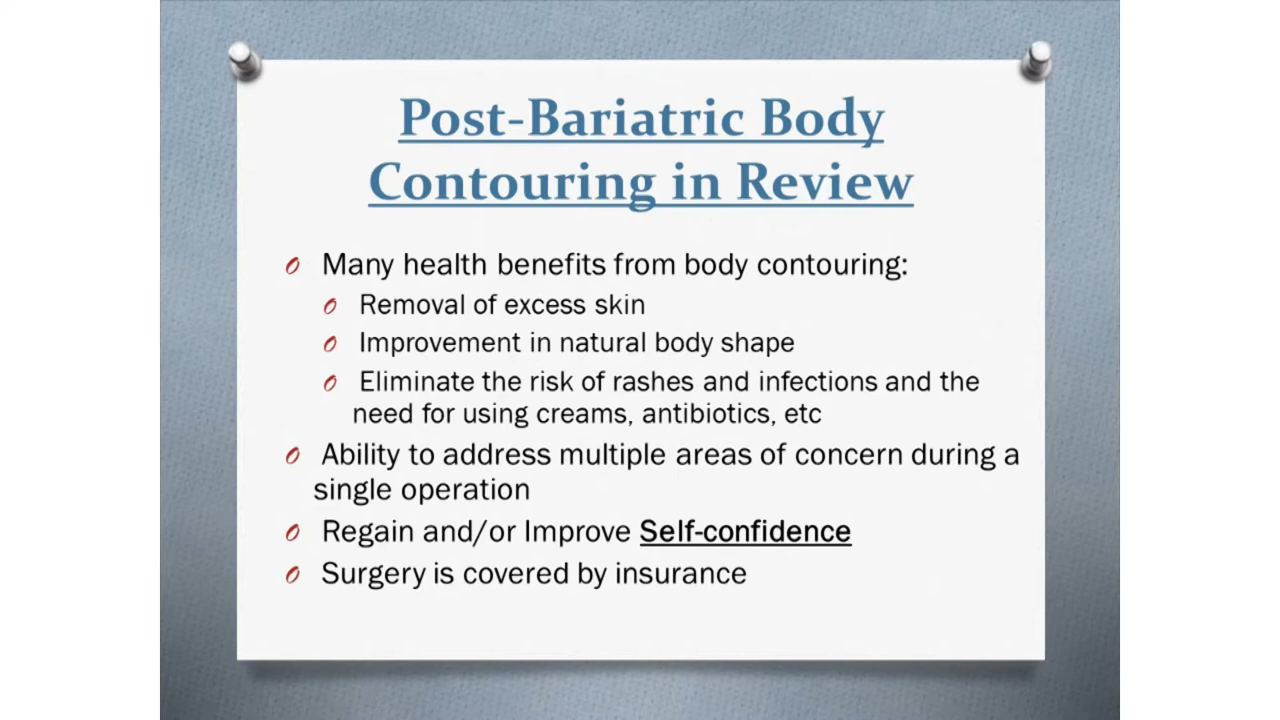 Post-Bariatric Body
Contouring in Review
Many health benefits from body contouring:
Removal of excess skin
Improvement in natural body shape
Eliminate the risk of rashes and infections and the
need for using creams, antibiotics, etc
Ability to address multiple areas of concern during a
single operation
Regain and/or Improve Self-confidence
Surgery is covered by insurance